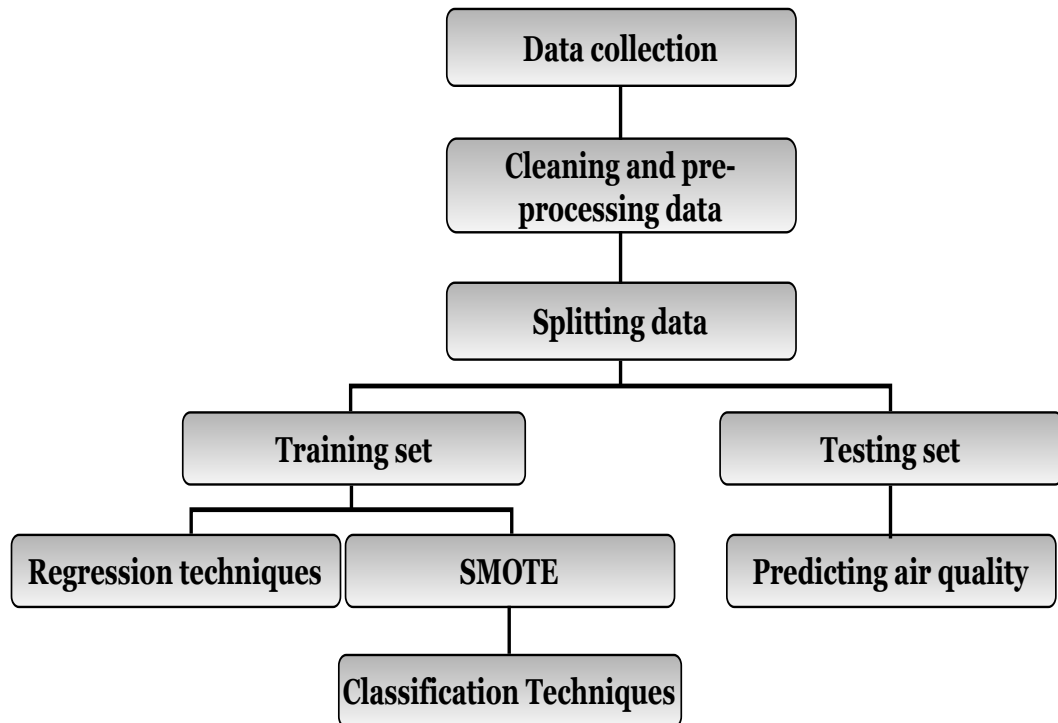 Data collection
Cleaning and pre-
processing data
Splitting data
Training set
Testing set
Regression techniques
SMOTE
Predicting air quality
Classification Techniques